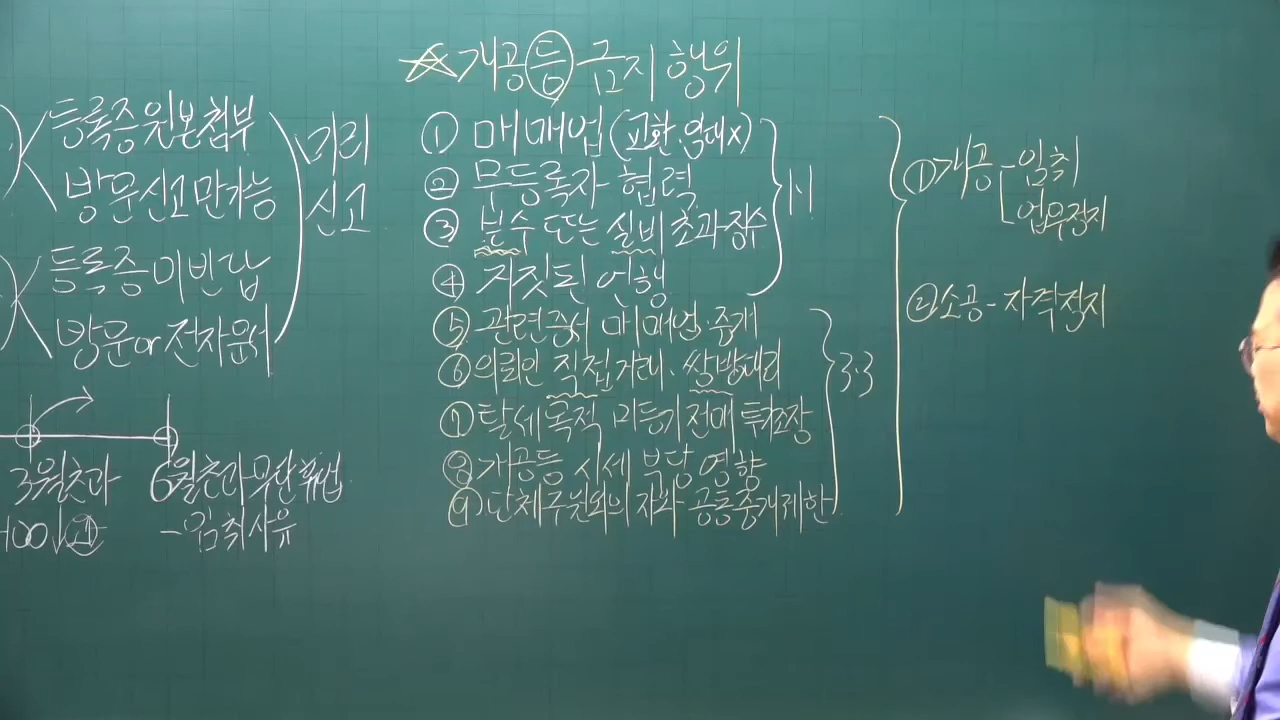 등록증 원본 첨부
방문신고만 가능
등록증 미반납
방문 or 전자문서
미리
신고
3월초과
100↓ 과
6월초과 무단휴업
- 임취사유
☆ 개공등 금지행위
① 매매업 (교환·임대x)
② 무등록자 협력
③ 보수 또는 실비 초과징수
④ 거짓된 언행
1·1
⑤ 관련증서 매매업·중개
⑥ 의뢰인 직접거래·쌍방대리
⑦ 탈세목적 미등기전매 투조장
⑧ 개공등 시세 부당 영향
⑨ 단체구원외의 자와 공동중개제한
3·3
① 개공 - 임취
업무정지
② 소공 - 자격정지